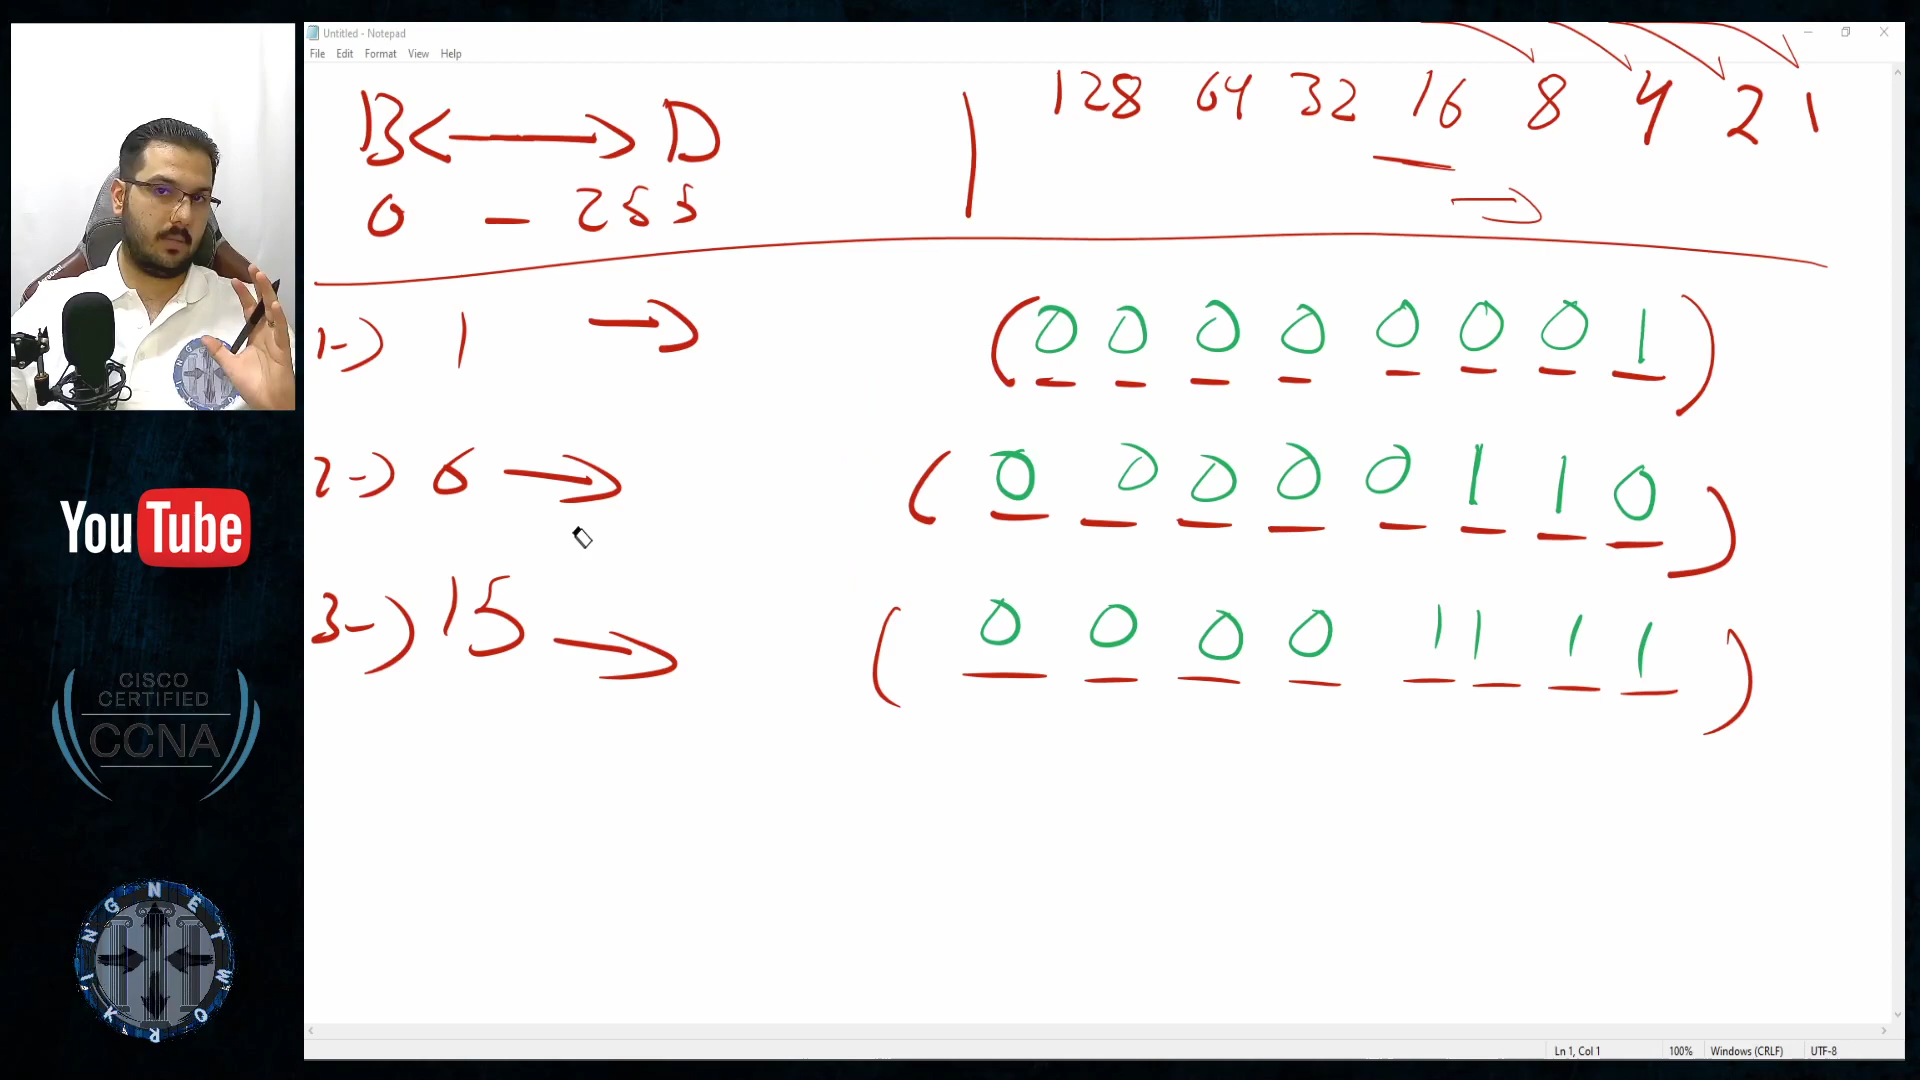 Untitled - Notepad
File Edit Format View Help
B <-> D
0 - 255
128 64 32 16 8 4 2 1
1-) 1 → (0 0 0 0 0 0 0 1)
2-) 6 → (0 0 0 0 0 1 1 0)
3-) 15 → (0 0 0 0 1 1 1 1)
YouTube
CISCO
CERTIFIED
CCNA
NETWORKING
Ln 1, Col 1 100% Windows (CRLF) UTF-8